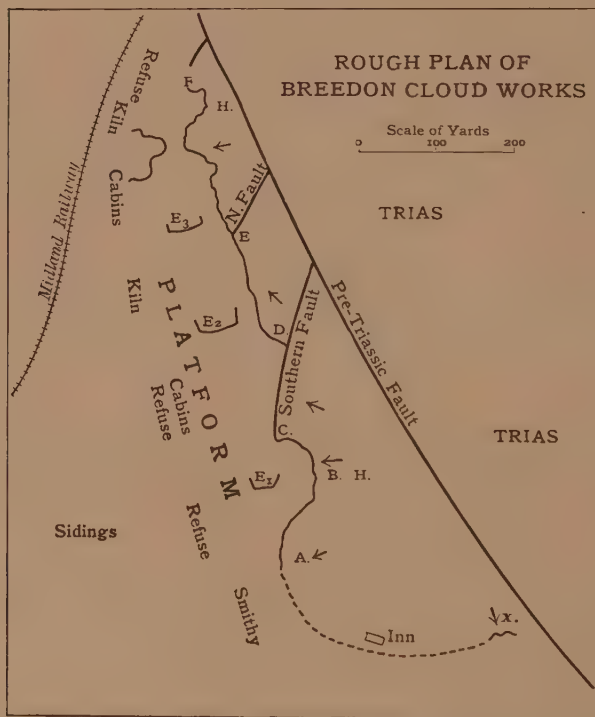 ROUGH PLAN OF
BREEDON CLOUD WORKS
Scale of Yards
0 100 200
Refuse
Kiln
Cabins
Midland Railway
F.
H.
N. Fault
TRIAS
E3
E
Kiln
PLATFORM
E2
D.
Southern Fault
Pre-Triassic Fault
Cabins
Refuse
C.
TRIAS
B. H.
E1
Sidings
Refuse
A.
Smithy
Inn
x.